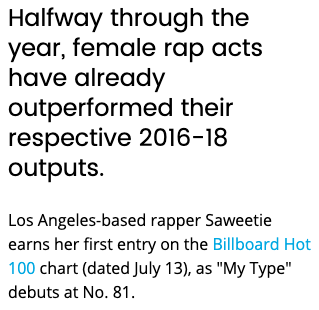 Halfway through the
year, female rap acts
have already
outperformed their
respective 2016-18
outputs.
Los Angeles-based rapper Saweetie
earns her first entry on the Billboard Hot
100 chart (dated July 13), as "My Type"
debuts at No. 81.